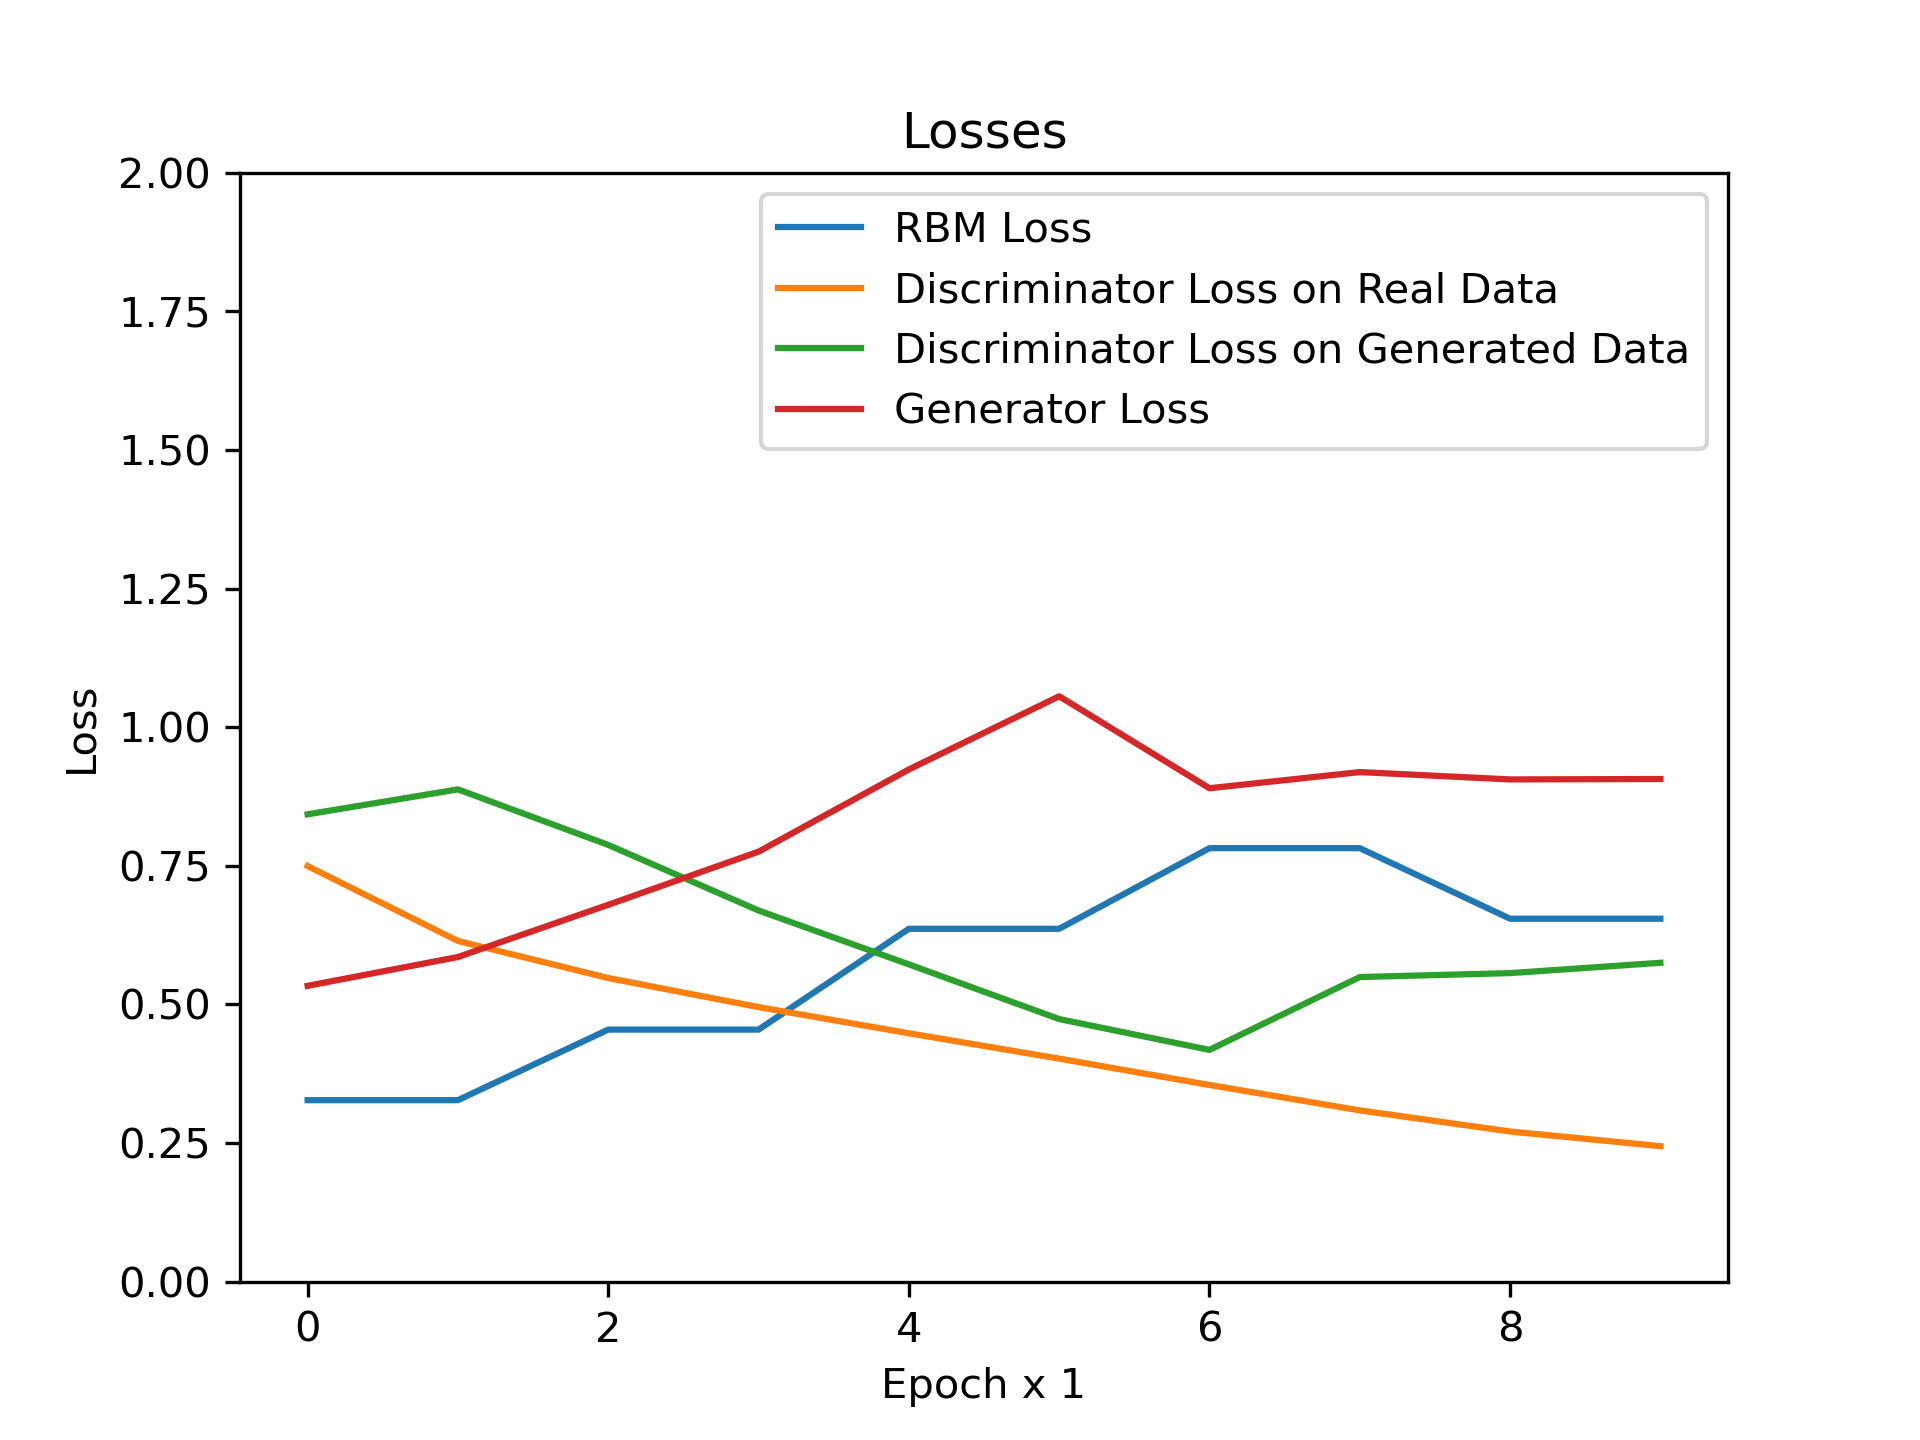 Losses
2.00
1.75
1.50
1.25
1.00
0.75
0.50
0.25
0.00
Loss
RBM Loss
Discriminator Loss on Real Data
Discriminator Loss on Generated Data
Generator Loss
0 2 4 6 8
Epoch x 1